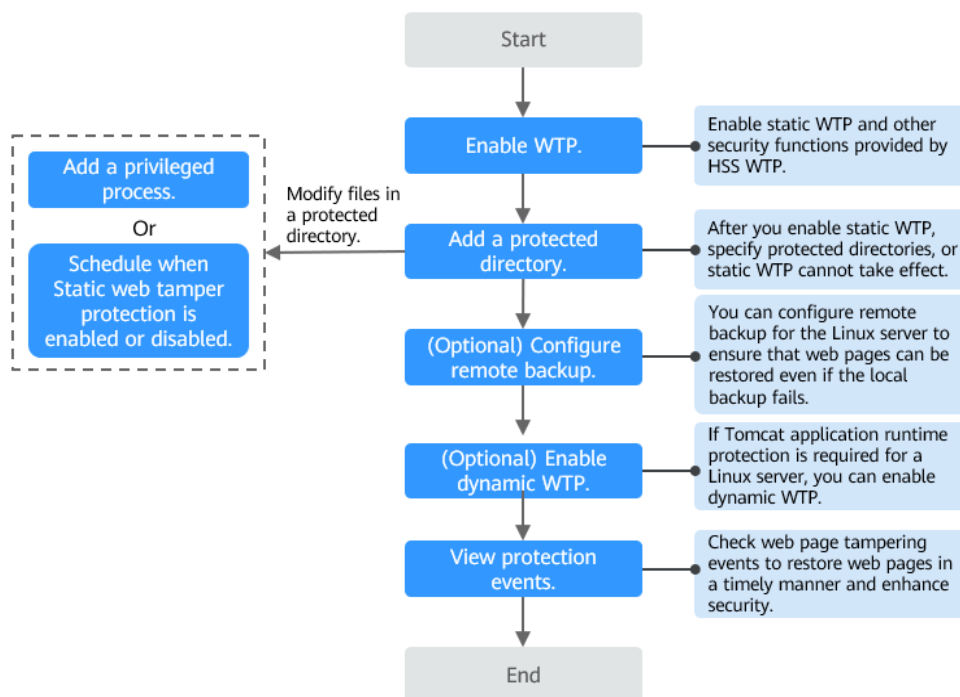 Start
Enable WTP.
Enable static WTP and other
security functions provided by
HSS WTP.
Add a privileged
process.
Or
Schedule when
Static web tamper
protection is
enabled or disabled.
Modify files in
a protected
directory.
Add a protected
directory.
After you enable static WTP,
specify protected directories, or
static WTP cannot take effect.
(Optional) Configure
remote backup.
You can configure remote
backup for the Linux server to
ensure that web pages can be
restored even if the local
backup fails.
(Optional) Enable
dynamic WTP.
If Tomcat application runtime
protection is required for a
Linux server, you can enable
dynamic WTP.
View protection
events.
Check web page tampering
events to restore web pages in
a timely manner and enhance
security.
End